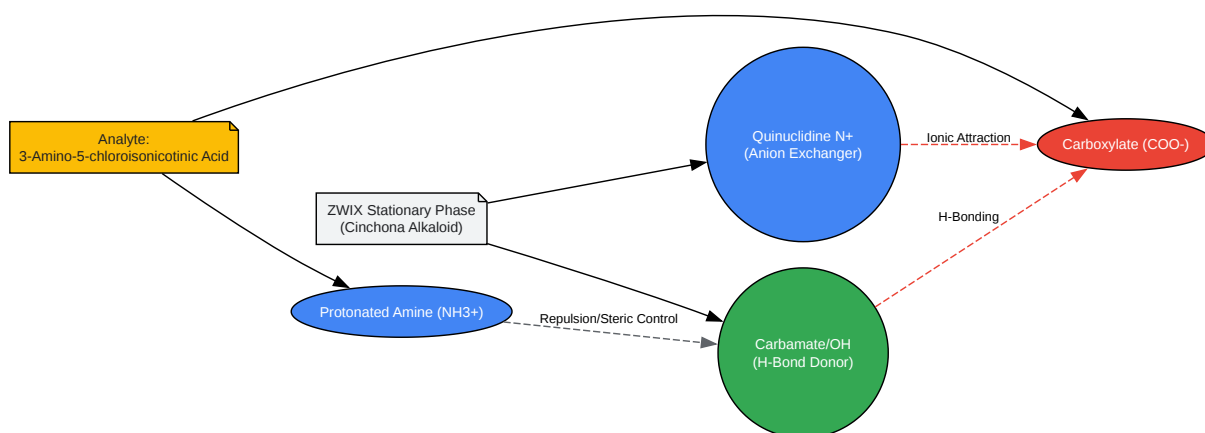 Analyte:
3-Amino-5-chloroisonicotinic Acid
Quinuclidine N+
(Anion Exchanger)
Ionic Attraction
Carboxylate (COO-)
ZWIX Stationary Phase
(Cinchona Alkaloid)
H-Bonding
Protonated Amine (NH3+)
Repulsion/Steric Control
Carbamate/OH
(H-Bond Donor)